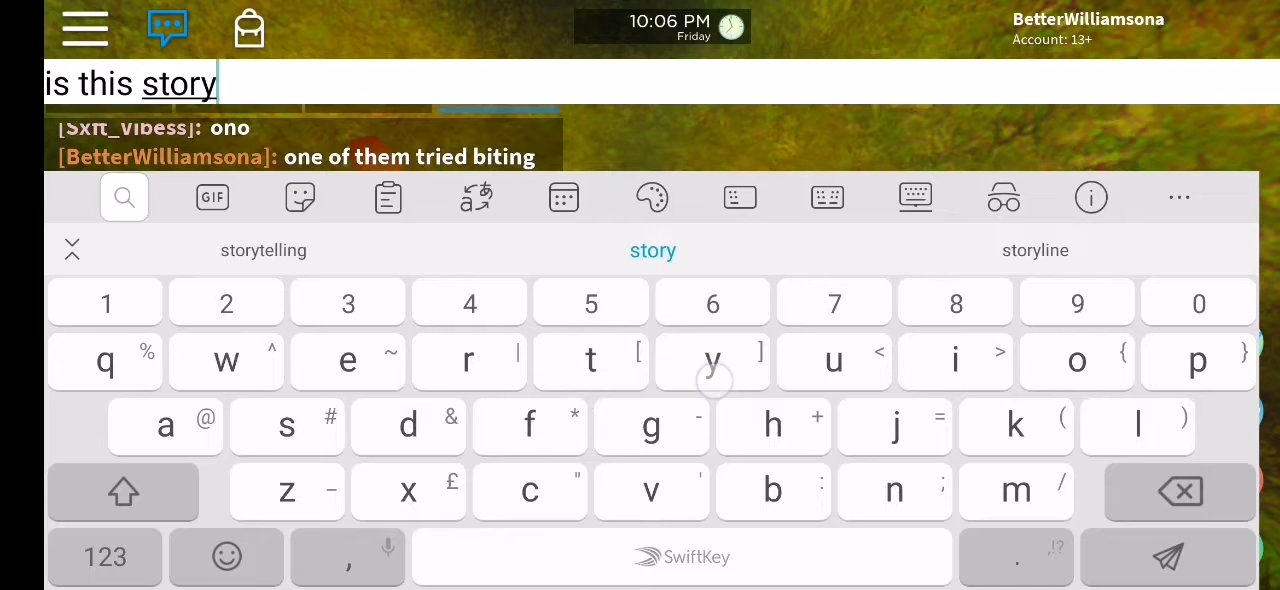 10:06 PM
Friday
BetterWilliamsona
Account: 13+
is this story
[Sxft_Vibess]: ono
[BetterWilliamsona]: one of them tried biting
GIF
storytelling story storyline
1 2 3 4 5 6 7 8 9 0
q % w ^ e ~ r | t [ y ] u < i > o { p }
a @ s # d & f * g - h + j = k ( l )
z _ x £ c " v ' b : n ; m /
123 , SwiftKey . ,!?